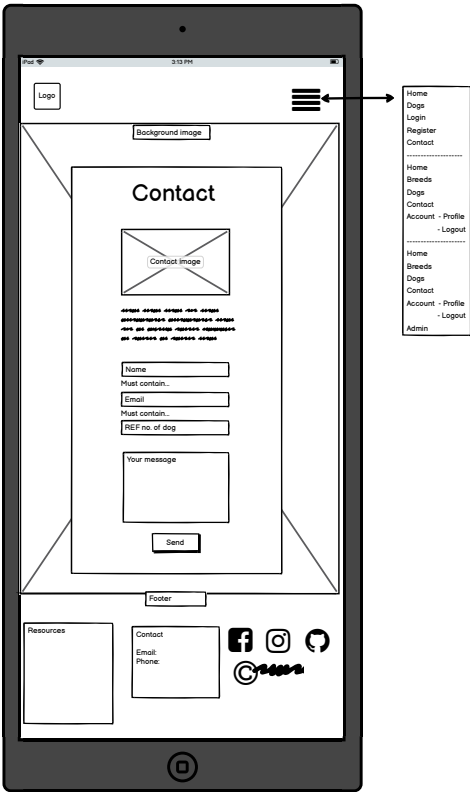 iPad
3:13 PM
Logo
Background image
Contact
Contact image
Name
Must contain...
Email
Must contain...
REF no. of dog
Your message
Send
Footer
Resources
Contact
Email:
Phone:
©
Home
Dogs
Login
Register
Contact
--------------------
Home
Breeds
Dogs
Contact
Account - Profile
- Logout
--------------------
Home
Breeds
Dogs
Contact
Account - Profile
- Logout
Admin